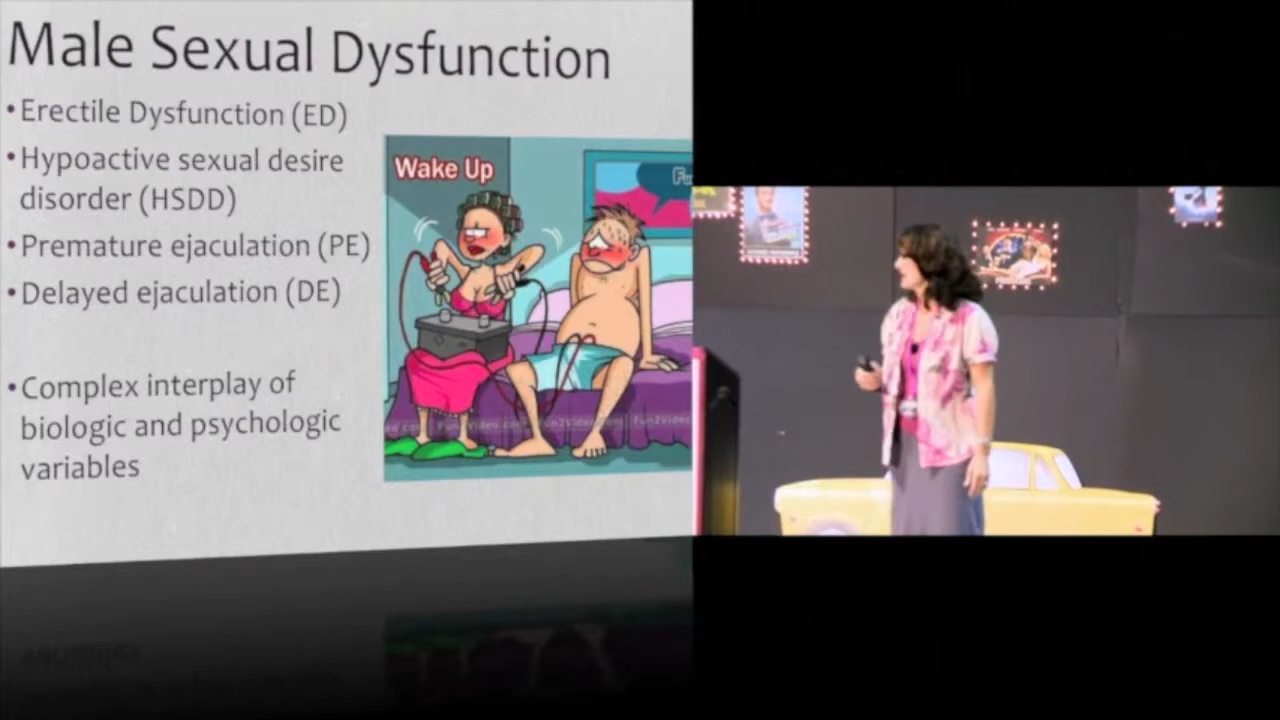 Male Sexual Dysfunction
•Erectile Dysfunction (ED)
•Hypoactive sexual desire
disorder (HSDD)
•Premature ejaculation (PE)
•Delayed ejaculation (DE)
•Complex interplay of
biologic and psychologic
variables
Wake Up